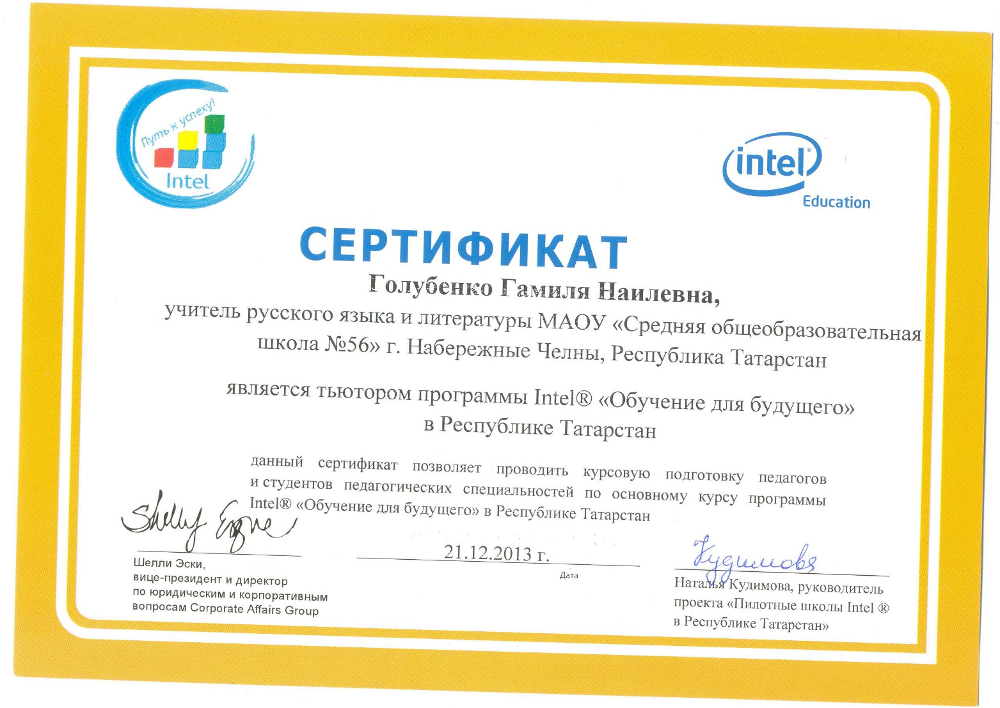 Путь к успеху!
Intel
intel®
Education
СЕРТИФИКАТ
Голубенко Гамиля Наилевна,
учитель русского языка и литературы МАОУ «Средняя общеобразовательная
школа №56» г. Набережные Челны, Республика Татарстан
является тьютором программы Intel® «Обучение для будущего»
в Республике Татарстан
данный сертификат позволяет проводить курсовую подготовку педагогов
и студентов педагогических специальностей по основному курсу программы
Intel® «Обучение для будущего» в Республике Татарстан
Shelly Esque
21.12.2013 г.
Дата
Кудимова
Шелли Эски,
вице-президент и директор
по юридическим и корпоративным
вопросам Corporate Affairs Group
Наталья Кудимова, руководитель
проекта «Пилотные школы Intel ®
в Республике Татарстан»